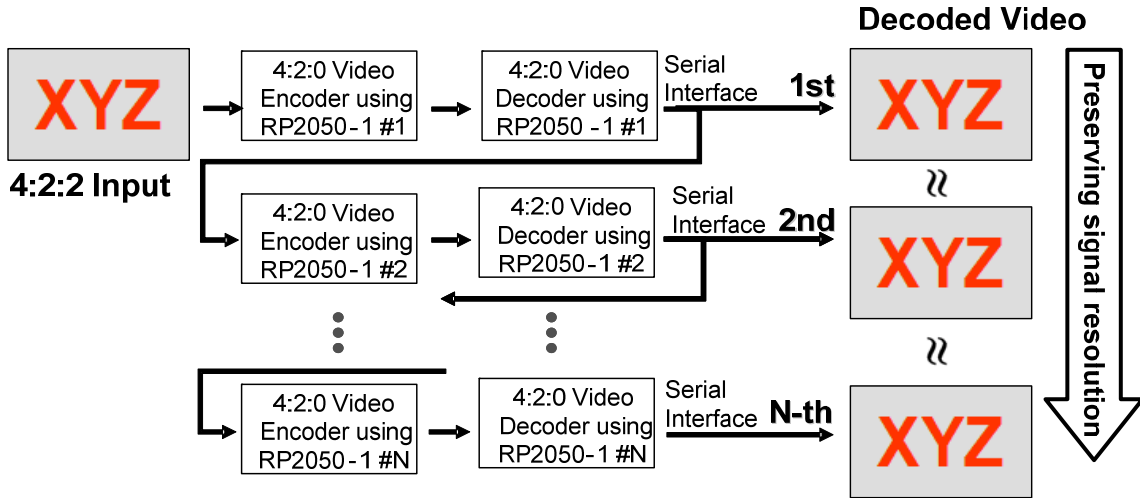 Decoded Video
XYZ
4:2:2 Input
4:2:0 Video
Encoder using
RP2050-1 #1
4:2:0 Video
Decoder using
RP2050 -1 #1
Serial
Interface
1st
XYZ
≈
4:2:0 Video
Encoder using
RP2050-1 #2
4:2:0 Video
Decoder using
RP2050-1 #2
Serial
Interface
2nd
XYZ
≈
4:2:0 Video
Encoder using
RP2050-1 #N
4:2:0 Video
Decoder using
RP2050-1 #N
Serial
Interface
N-th
XYZ
Preserving signal resolution